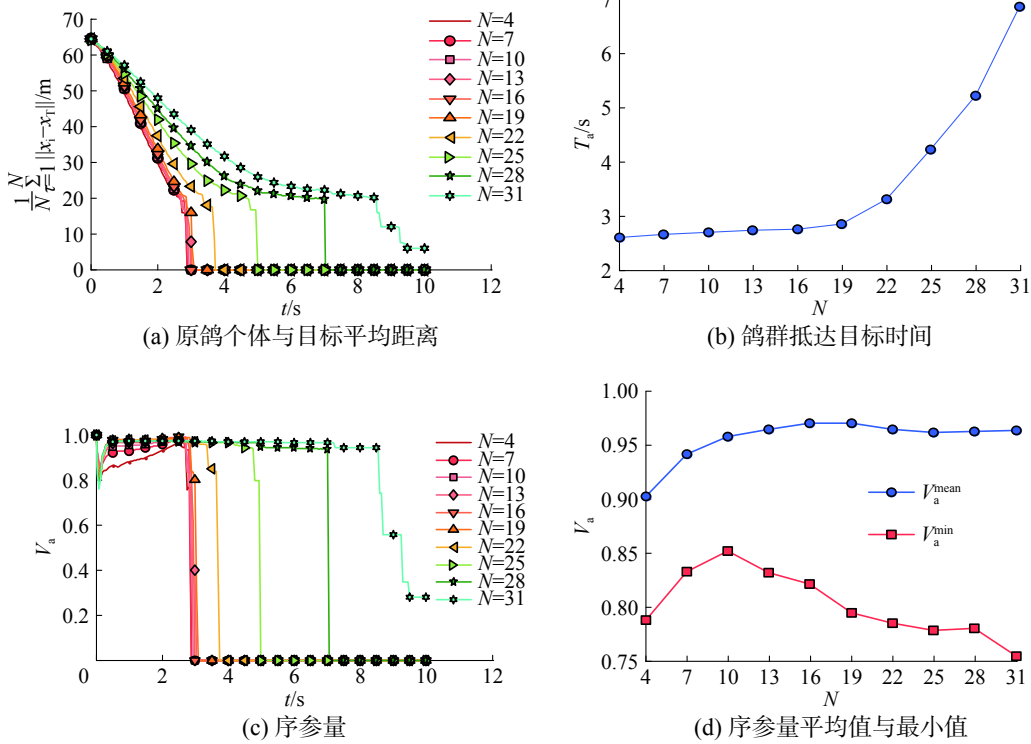 70
60
50
40
30
20
10
0
1/N Σ^N_τ=1 ||x_i−x_T||/m
0 2 4 6 8 10 12
t/s
N=4
N=7
N=10
N=13
N=16
N=19
N=22
N=25
N=28
N=31
(a) 原鸽个体与目标平均距离
7
6
5
4
3
2
T_a/s
4 7 10 13 16 19 22 25 28 31
N
(b) 鸽群抵达目标时间
1.0
0.8
0.6
0.4
0.2
V_a
0 2 4 6 8 10 12
t/s
N=4
N=7
N=10
N=13
N=16
N=19
N=22
N=25
N=28
N=31
(c) 序参量
1.00
0.95
0.90
0.85
0.80
0.75
V_a
V_a^mean
V_a^min
4 7 10 13 16 19 22 25 28 31
N
(d) 序参量平均值与最小值